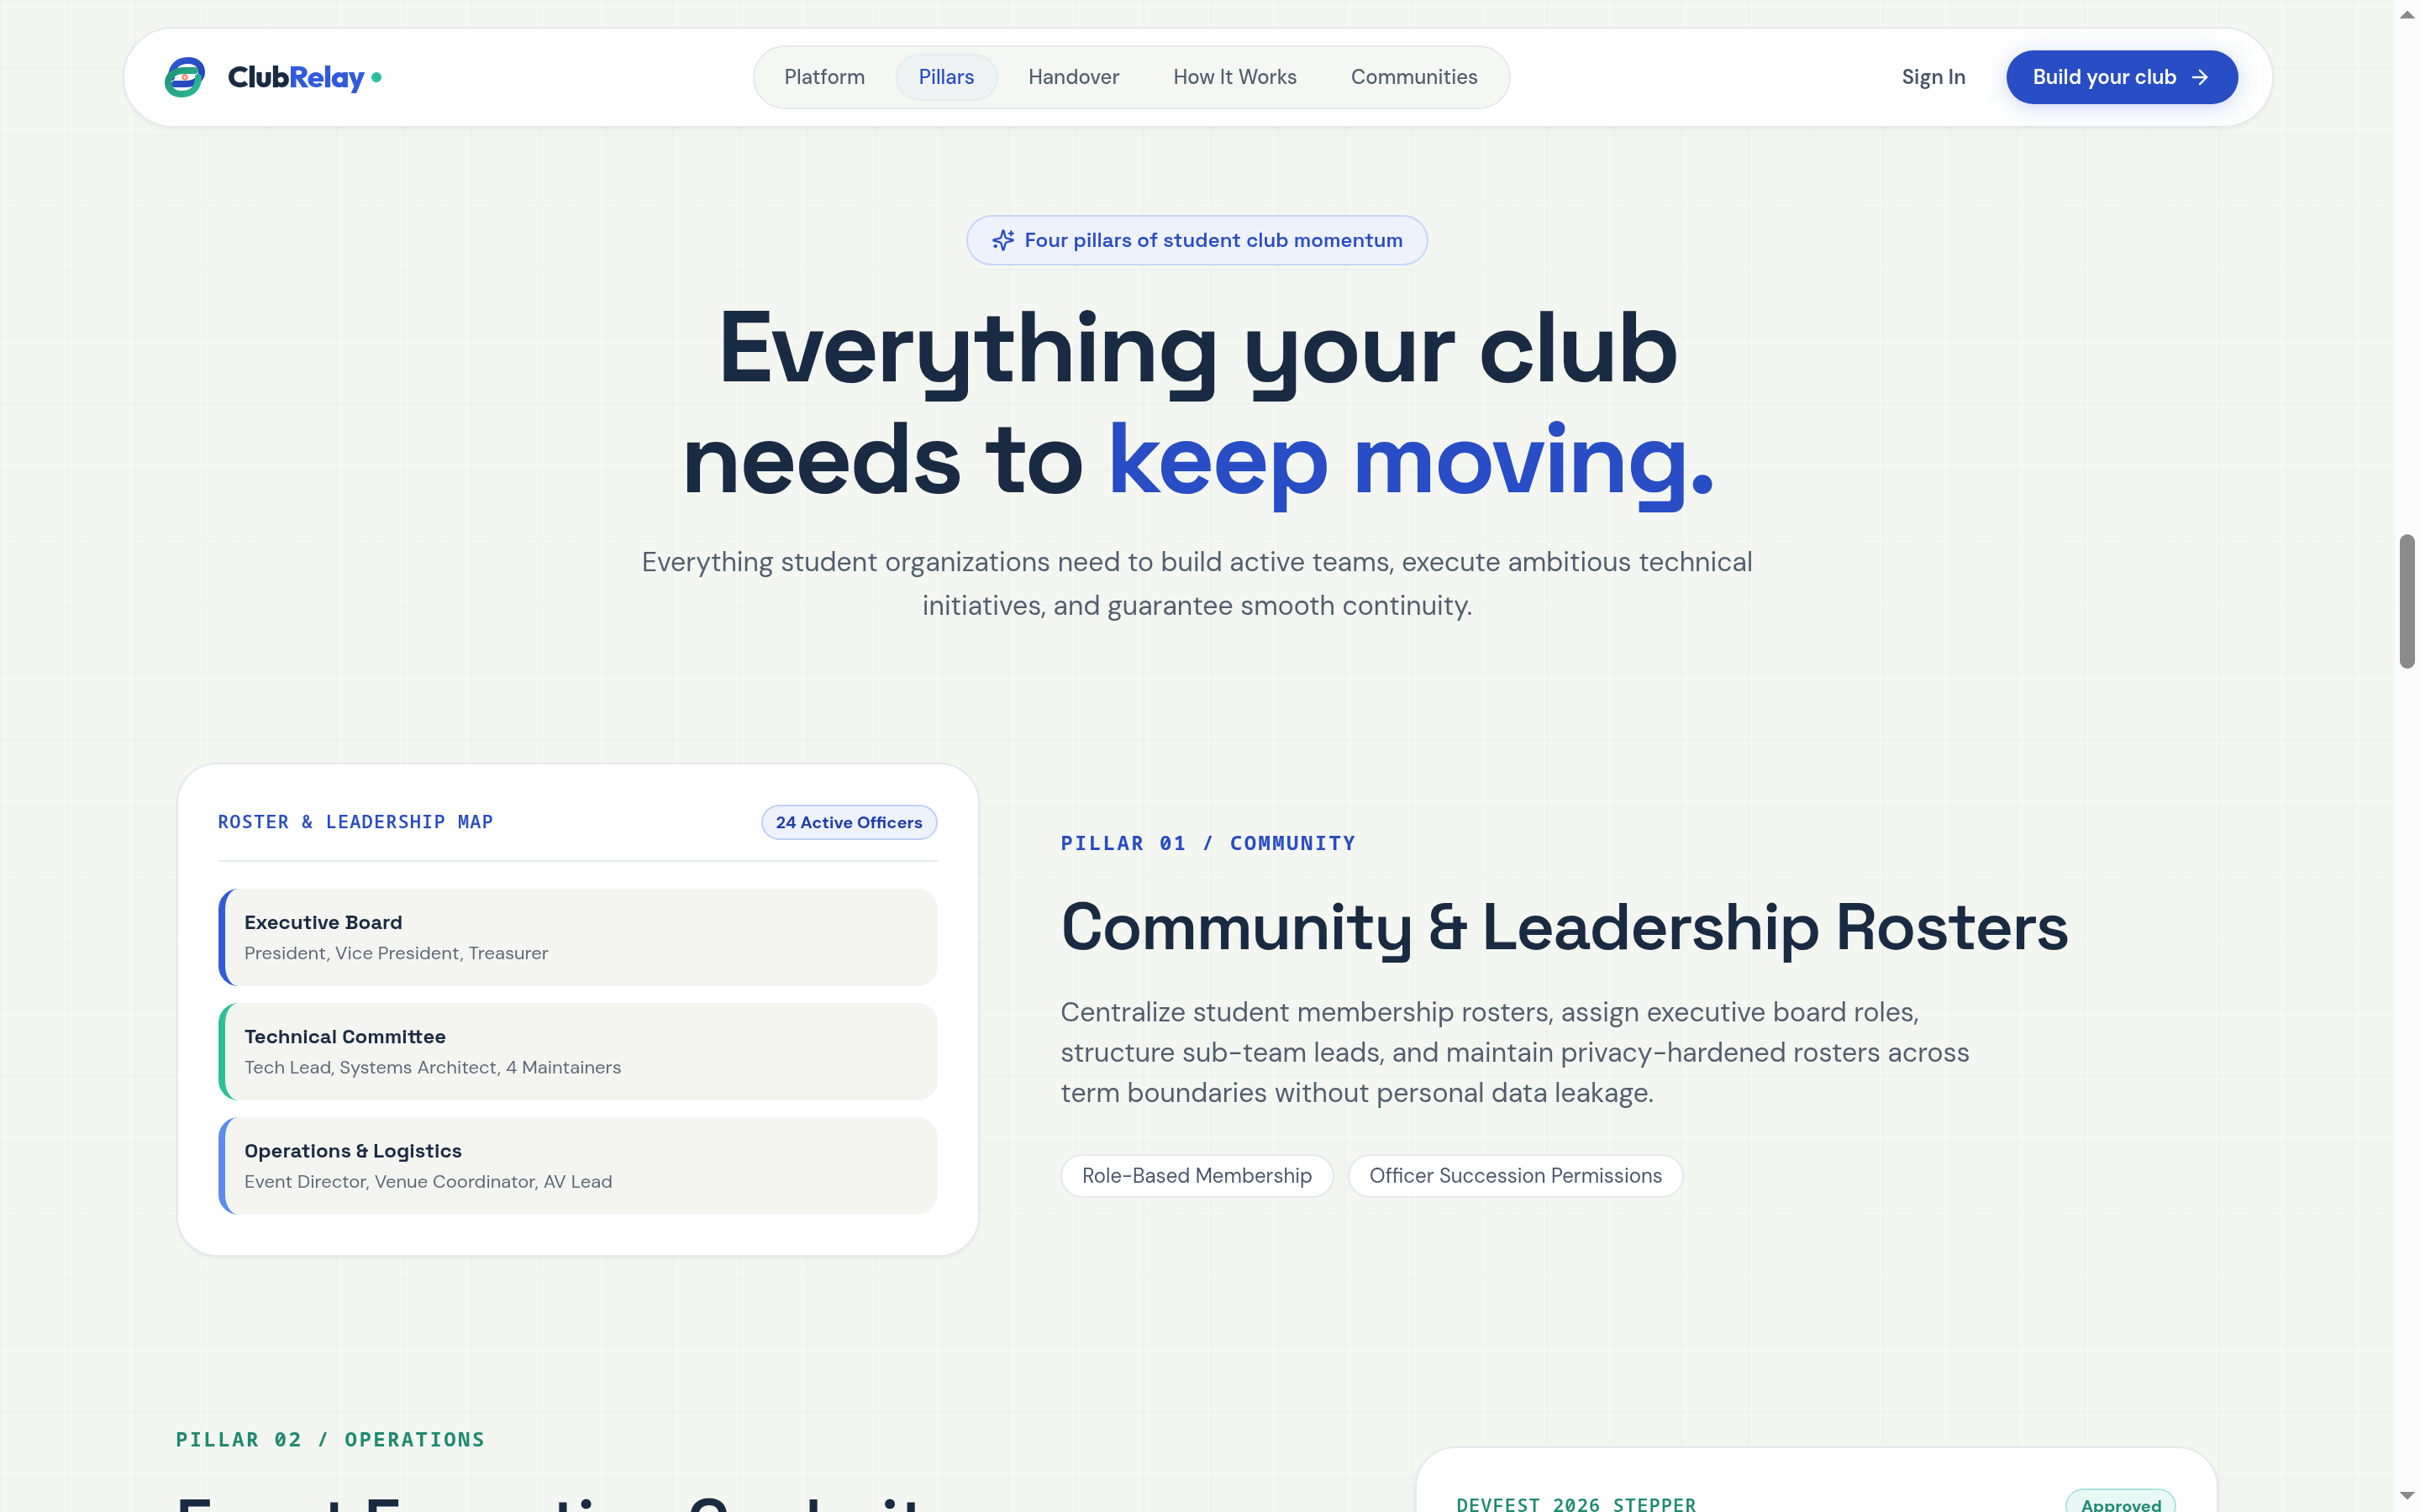 ClubRelay
Platform
Pillars
Handover
How It Works
Communities
Sign In
Build your club
Four pillars of student club momentum
Everything your club
needs to keep moving.
Everything student organizations need to build active teams, execute ambitious technical
initiatives, and guarantee smooth continuity.
ROSTER & LEADERSHIP MAP
24 Active Officers
Executive Board
President, Vice President, Treasurer
Technical Committee
Tech Lead, Systems Architect, 4 Maintainers
Operations & Logistics
Event Director, Venue Coordinator, AV Lead
PILLAR 01 / COMMUNITY
Community & Leadership Rosters
Centralize student membership rosters, assign executive board roles,
structure sub-team leads, and maintain privacy-hardened rosters across
term boundaries without personal data leakage.
Role-Based Membership
Officer Succession Permissions
PILLAR 02 / OPERATIONS
DEVFEST 2026 STEPPER
Approved